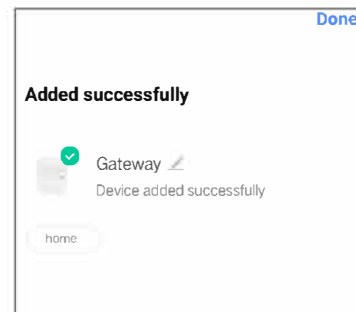 Done
Added successfully
Gateway
Device added successfully
home